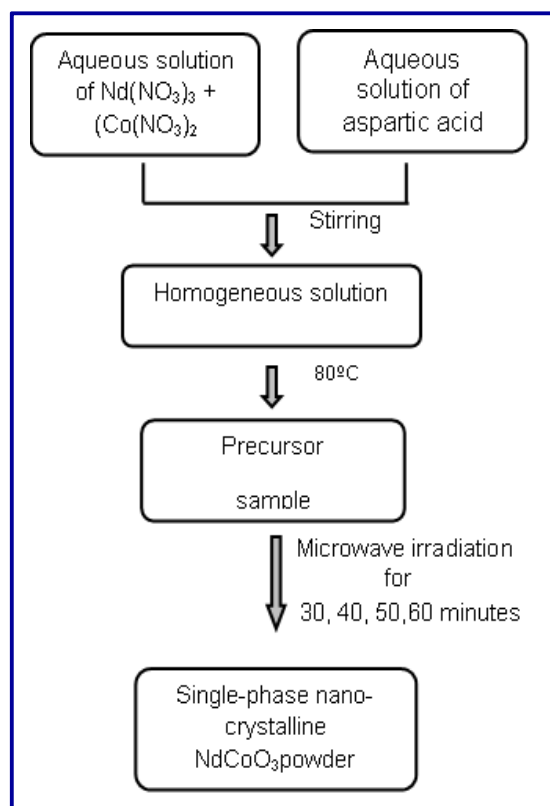 Aqueous solution
of Nd(NO₃)₃ +
(Co(NO₃)₂
Aqueous
solution of
aspartic acid
Stirring
Homogeneous solution
80ºC
Precursor
sample
Microwave irradiation
for
30, 40, 50,60 minutes
Single-phase nano-
crystalline
NdCoO₃powder